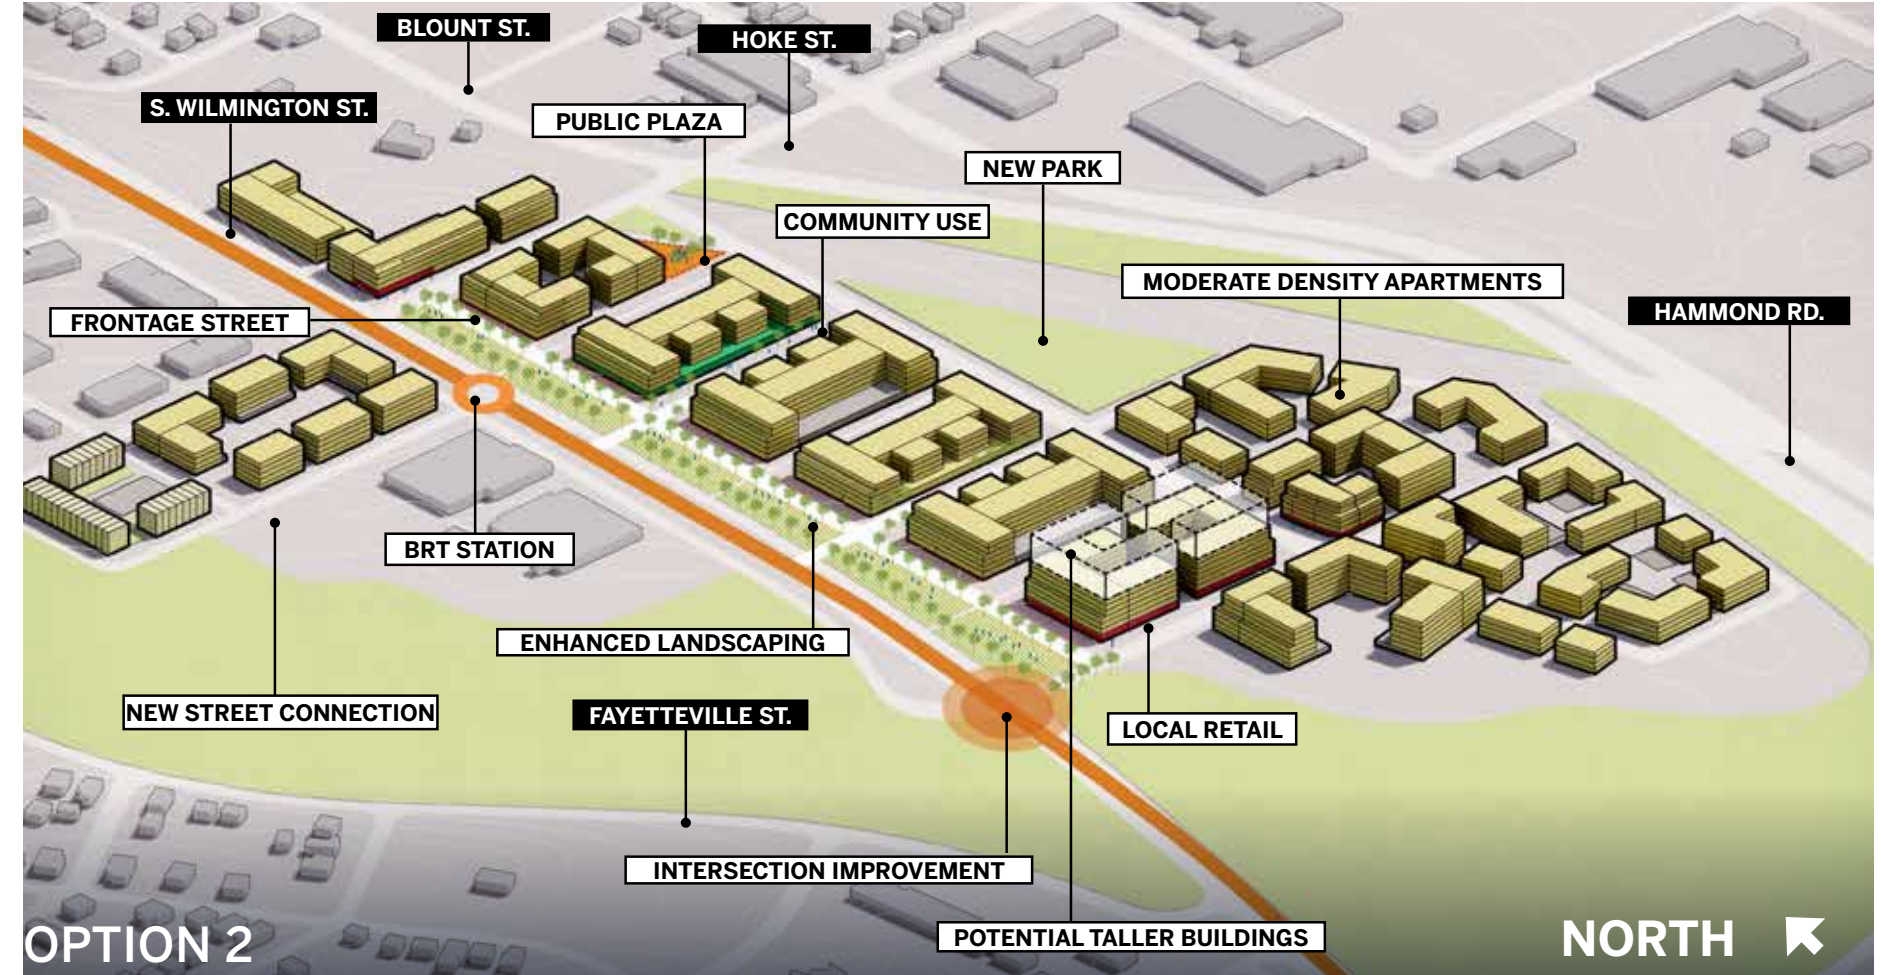 BLOUNT ST.
HOKE ST.
S. WILMINGTON ST.
PUBLIC PLAZA
NEW PARK
COMMUNITY USE
MODERATE DENSITY APARTMENTS
HAMMOND RD.
FRONTAGE STREET
BRT STATION
ENHANCED LANDSCAPING
NEW STREET CONNECTION
FAYETTEVILLE ST.
LOCAL RETAIL
INTERSECTION IMPROVEMENT
POTENTIAL TALLER BUILDINGS
OPTION 2
NORTH